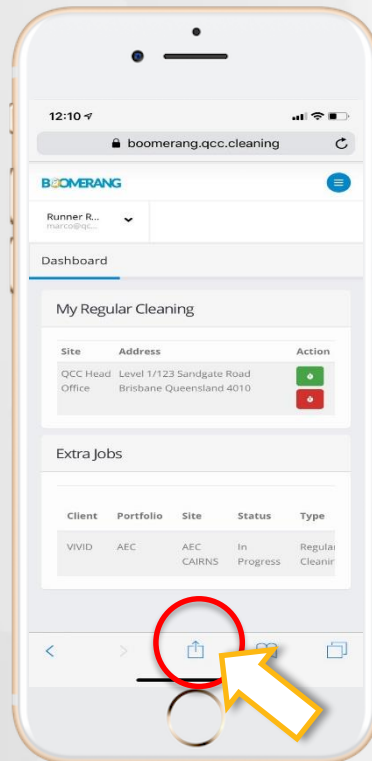 12:10
boomerang.qcc.cleaning
BOOMERANG
Runner R...
marco@qc...
Dashboard
My Regular Cleaning
Site Address Action
QCC Head Level 1/123 Sandgate Road
Office Brisbane Queensland 4010
Extra Jobs
Client Portfolio Site Status Type
VIVID AEC AEC In Regular
CAIRNS Progress Cleanin